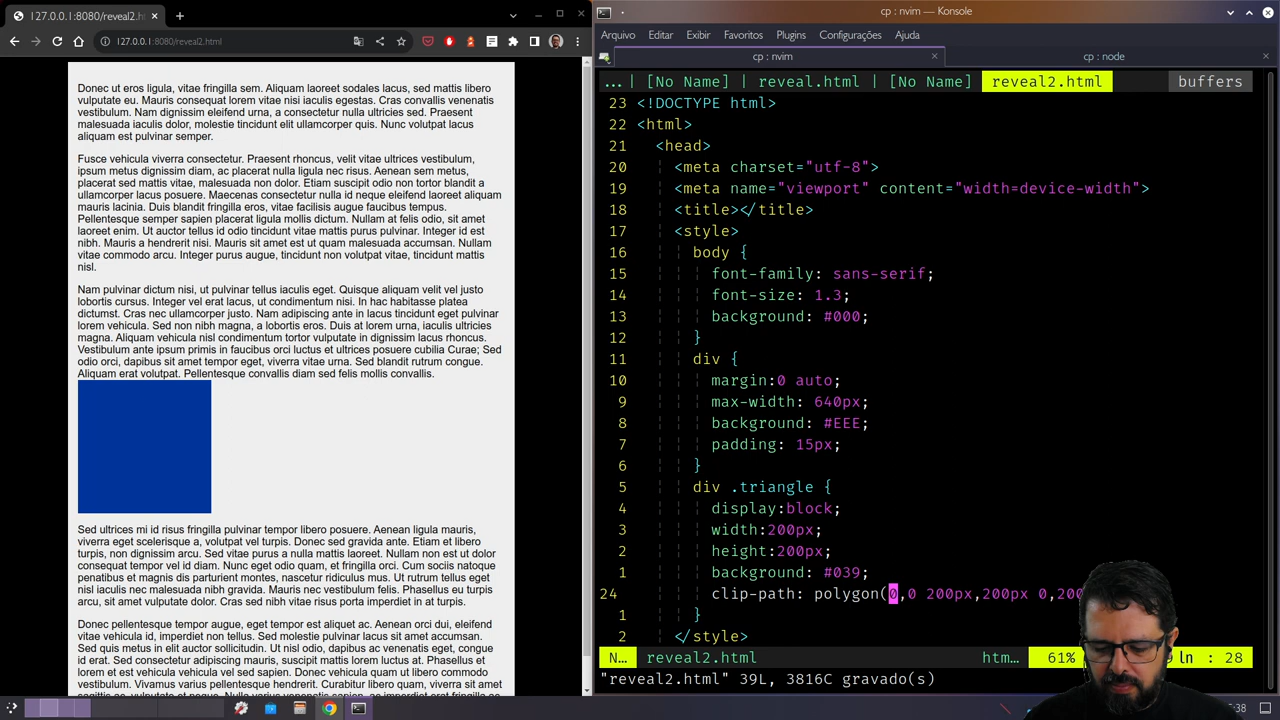 127.0.0.1:8080/reveal2.h
127.0.0.1:8080/reveal2.html
Donec ut eros ligula, vitae fringilla sem. Aliquam laoreet sodales lacus, sed mattis libero
vulputate eu. Mauris consequat lorem vitae nisi iaculis egestas. Cras convallis venenatis
vestibulum. Nam dignissim eleifend urna, a consectetur nulla ultricies sed. Praesent
malesuada iaculis dolor, molestie tincidunt elit ullamcorper quis. Nunc volutpat lacus
aliquam est pulvinar semper.
Fusce vehicula viverra consectetur. Praesent rhoncus, velit vitae ultrices vestibulum,
ipsum metus dignissim diam, ac placerat nulla ligula nec risus. Aenean sem metus,
placerat sed mattis vitae, malesuada non dolor. Etiam suscipit odio non tortor blandit a
ullamcorper lacus posuere. Maecenas consectetur nulla id neque eleifend laoreet aliquam
mauris lacinia. Duis blandit fringilla eros, vitae facilisis augue faucibus tempus.
Pellentesque semper sapien placerat ligula mollis dictum. Nullam at felis odio, sit amet
laoreet enim. Ut auctor tellus id odio tincidunt vitae mattis purus pulvinar. Integer id est
nibh. Mauris a hendrerit nisi. Mauris sit amet est ut quam malesuada accumsan. Nullam
vitae commodo arcu. Integer purus augue, tincidunt non volutpat vitae, tincidunt mattis
nisl.
Nam pulvinar dictum nisi, ut pulvinar tellus iaculis eget. Quisque aliquam velit vel justo
lobortis cursus. Integer vel erat lacus, ut condimentum nisi. In hac habitasse platea
dictumst. Cras nec ullamcorper justo. Nam adipiscing ante in lacus tincidunt eget pulvinar
lorem vehicula. Sed non nibh magna, a lobortis eros. Duis at lorem urna, iaculis ultricies
magna. Aliquam vehicula nisl condimentum tortor vulputate in dignissim lacus rhoncus.
Vestibulum ante ipsum primis in faucibus orci luctus et ultrices posuere cubilia Curae; Sed
odio orci, dapibus sit amet tempor eget, viverra vitae urna. Sed blandit rutrum congue.
Aliquam erat volutpat. Pellentesque convallis diam sed felis mollis convallis.
Sed ultrices mi id risus fringilla pulvinar tempor libero posuere. Aenean ligula mauris,
viverra eget scelerisque a, volutpat vel turpis. Donec sed gravida ante. Etiam et libero
turpis, non dignissim arcu. Sed vitae purus a nulla mattis laoreet. Nullam non est ut dolor
consequat tempor vel id diam. Nunc eget odio quam, et fringilla orci. Cum sociis natoque
penatibus et magnis dis parturient montes, nascetur ridiculus mus. Ut rutrum tellus eget
lorem malesuada nibh gravida. Mauris nec vestibulum felis. Phasellus eu libero mattis
arcu, sit amet vulputate ex. Cras sed nibh vitae risus porta imperdiet in at turpis.
Donec pellentesque tempor augue, eget tempor est aliquet ac. Aenean orci dui, eleifend
vitae vehicula id, imperdiet non tellus. Sed molestie pulvinar lacus sit amet accumsan.
Sed quis metus in elit auctor sollicitudin. Ut nisl odio, dapibus ac venenatis eget, congue
id erat. Sed consectetur adipiscing mauris, suscipit mattis lorem luctus at. Phasellus et
lorem et est vehicula vehicula vel sed sapien. Donec vehicula quam ut lectus commodo
vestibulum. Vivamus varius pellentesque hendrerit. Curabitur libero quam, viverra sit amet
cp : nvim — Konsole
Arquivo Editar Exibir Favoritos Plugins Configurações Ajuda
cp : nvim
cp : node
...| [No Name] | reveal.html | [No Name] reveal2.html buffers
23 <!DOCTYPE html>
22 <html>
21 <head>
20 <meta charset="utf-8">
19 <meta name="viewport" content="width=device-width">
18 <title></title>
17 <style>
16 body {
15 font-family: sans-serif;
14 font-size: 1.3;
13 background: #000;
12 }
11 div {
10 margin:0 auto;
9 max-width: 640px;
8 background: #EEE;
7 padding: 15px;
6 }
5 div .triangle {
4 display:block;
3 width:200px;
2 height:200px;
1 background: #039;
24 clip-path: polygon(0,0 200px,200px 0,200
1 }
2 </style>
N... reveal2.html htm... 61% ln : 28
"reveal2.html" 39L, 3816C gravado(s)
:38